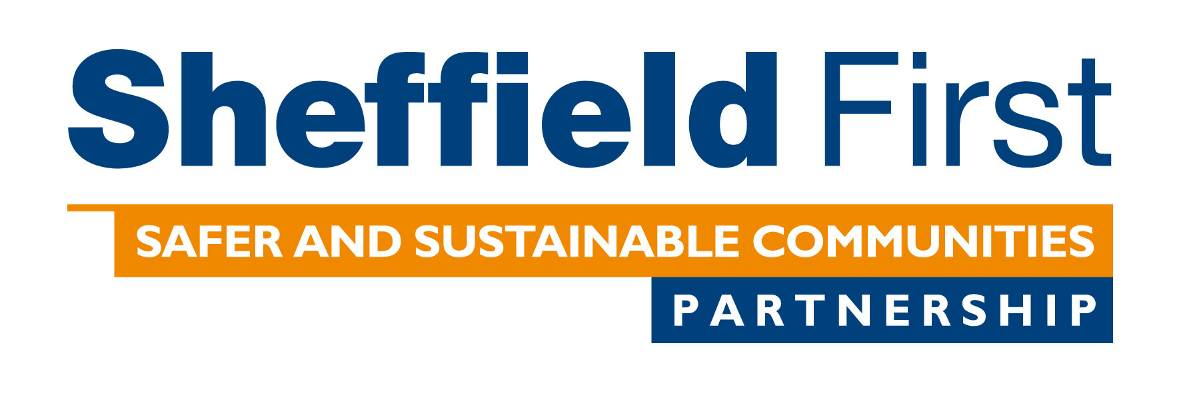 Sheffield First
SAFER AND SUSTAINABLE COMMUNITIES
PARTNERSHIP